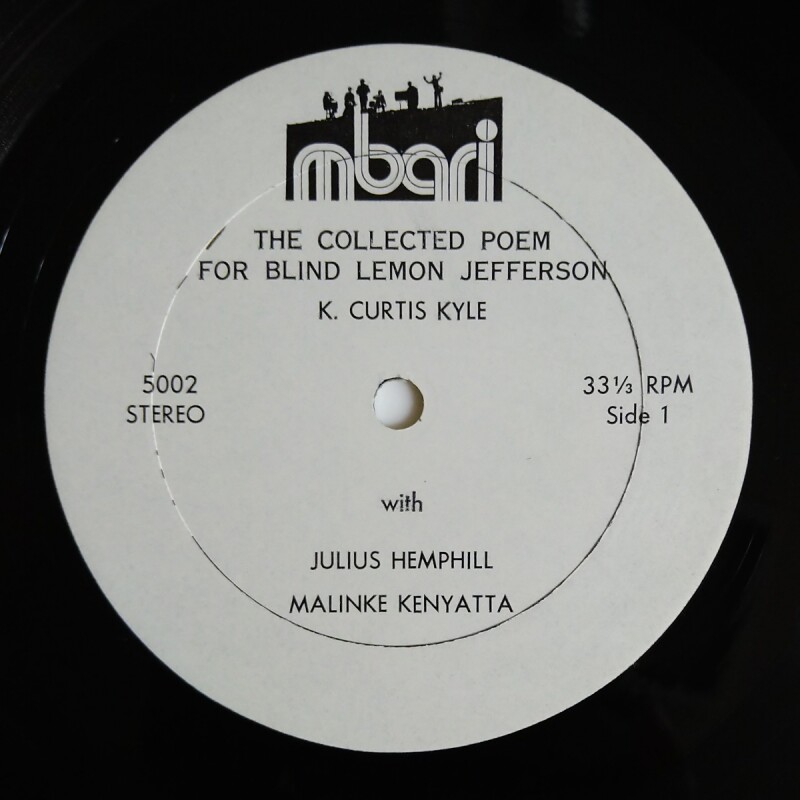 mbari
THE COLLECTED POEM
FOR BLIND LEMON JEFFERSON
K. CURTIS KYLE
5002
STEREO
33⅓ RPM
Side 1
with
JULIUS HEMPHILL
MALINKE KENYATTA